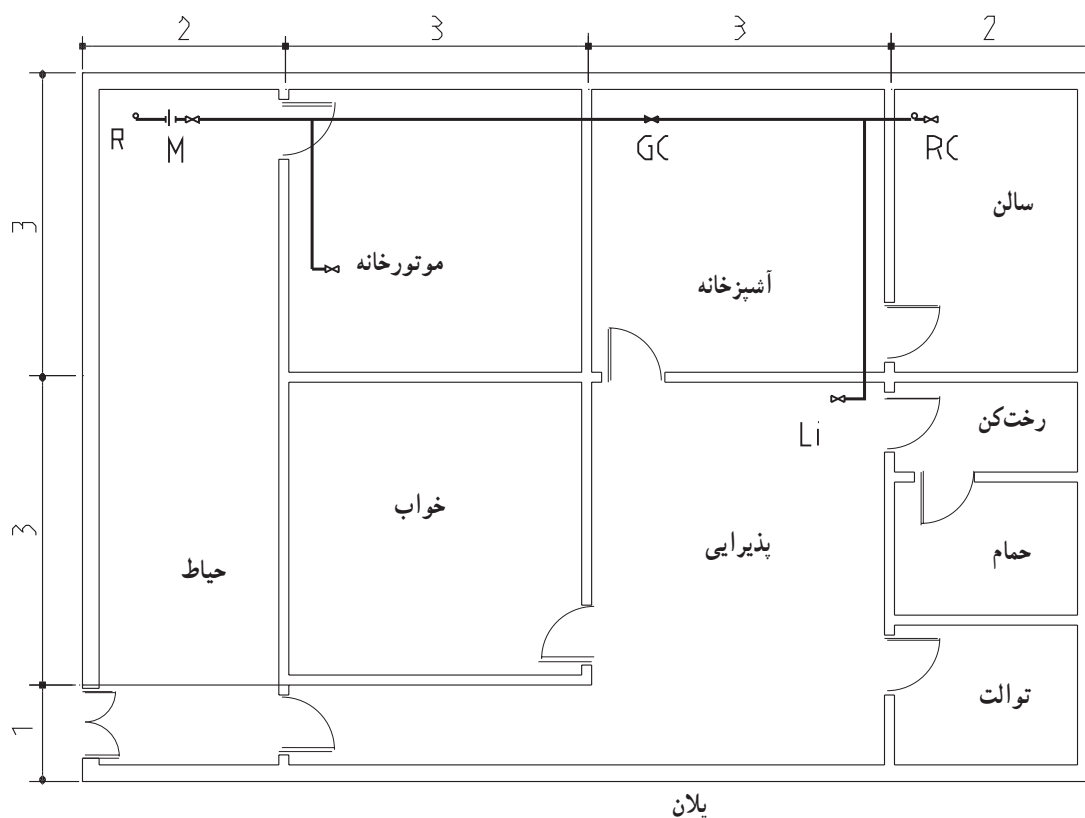 2 3 3 2
R M GC RC
سالن
3
موتورخانه
آشپزخانه
رخت‌کن
Li
خواب
3
پذیرایی
حمام
حیاط
توالت
1
پلان